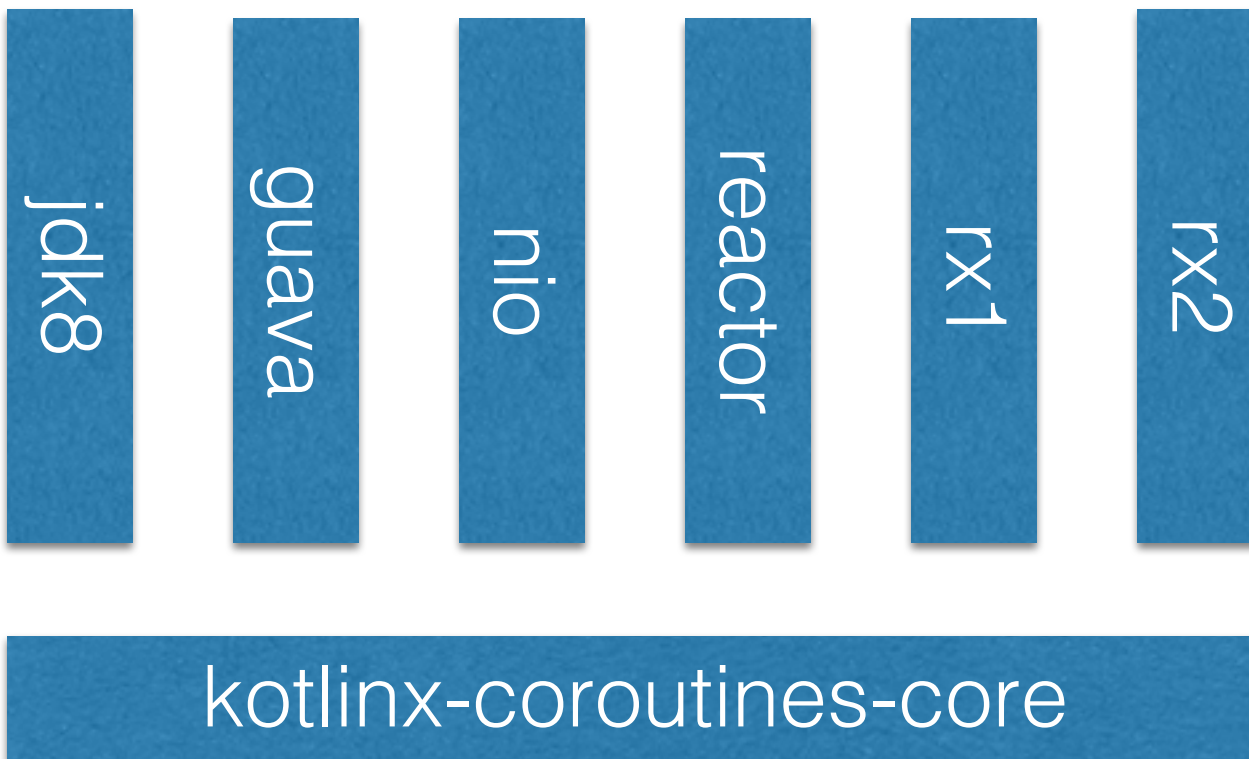 jdk8
guava
nio
reactor
rx1
rx2
kotlinx-coroutines-core